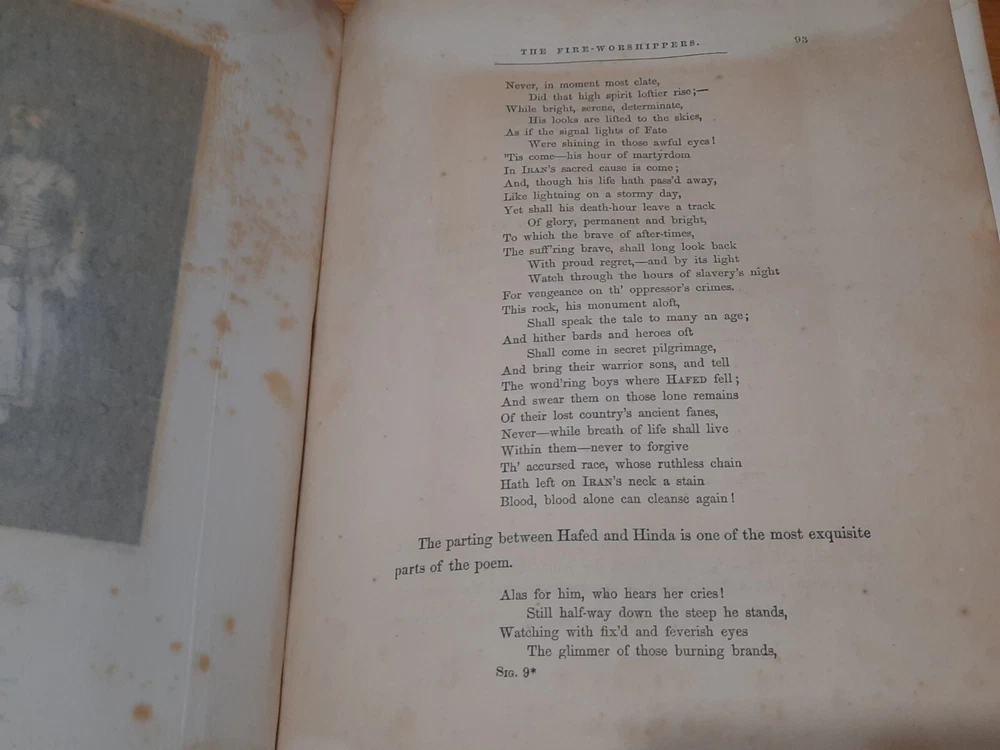 THE FIRE-WORSHIPPERS.
93
Never, in moment most elate,
Did that high spirit loftier rise;—
While bright, serene, determinate,
His looks are lifted to the skies,
As if the signal lights of Fate
Were shining in those awful eyes!
'Tis come—his hour of martyrdom
In IRAN'S sacred cause is come;
And, though his life hath pass'd away,
Like lightning on a stormy day,
Yet shall his death-hour leave a track
Of glory, permanent and bright,
To which the brave of after-times,
The suff'ring brave, shall long look back
With proud regret,—and by its light
Watch through the hours of slavery's night
For vengeance on th' oppressor's crimes.
This rock, his monument aloft,
Shall speak the tale to many an age;
And hither bards and heroes oft
Shall come in secret pilgrimage,
And bring their warrior sons, and tell
The wond'ring boys where HAFED fell;
And swear them on those lone remains
Of their lost country's ancient fanes,
Never—while breath of life shall live
Within them—never to forgive
Th' accursed race, whose ruthless chain
Hath left on IRAN'S neck a stain
Blood, blood alone can cleanse again!
The parting between Hafed and Hinda is one of the most exquisite
parts of the poem.
Alas for him, who hears her cries!
Still half-way down the steep he stands,
Watching with fix'd and feverish eyes
The glimmer of those burning brands,
SIG. 9*